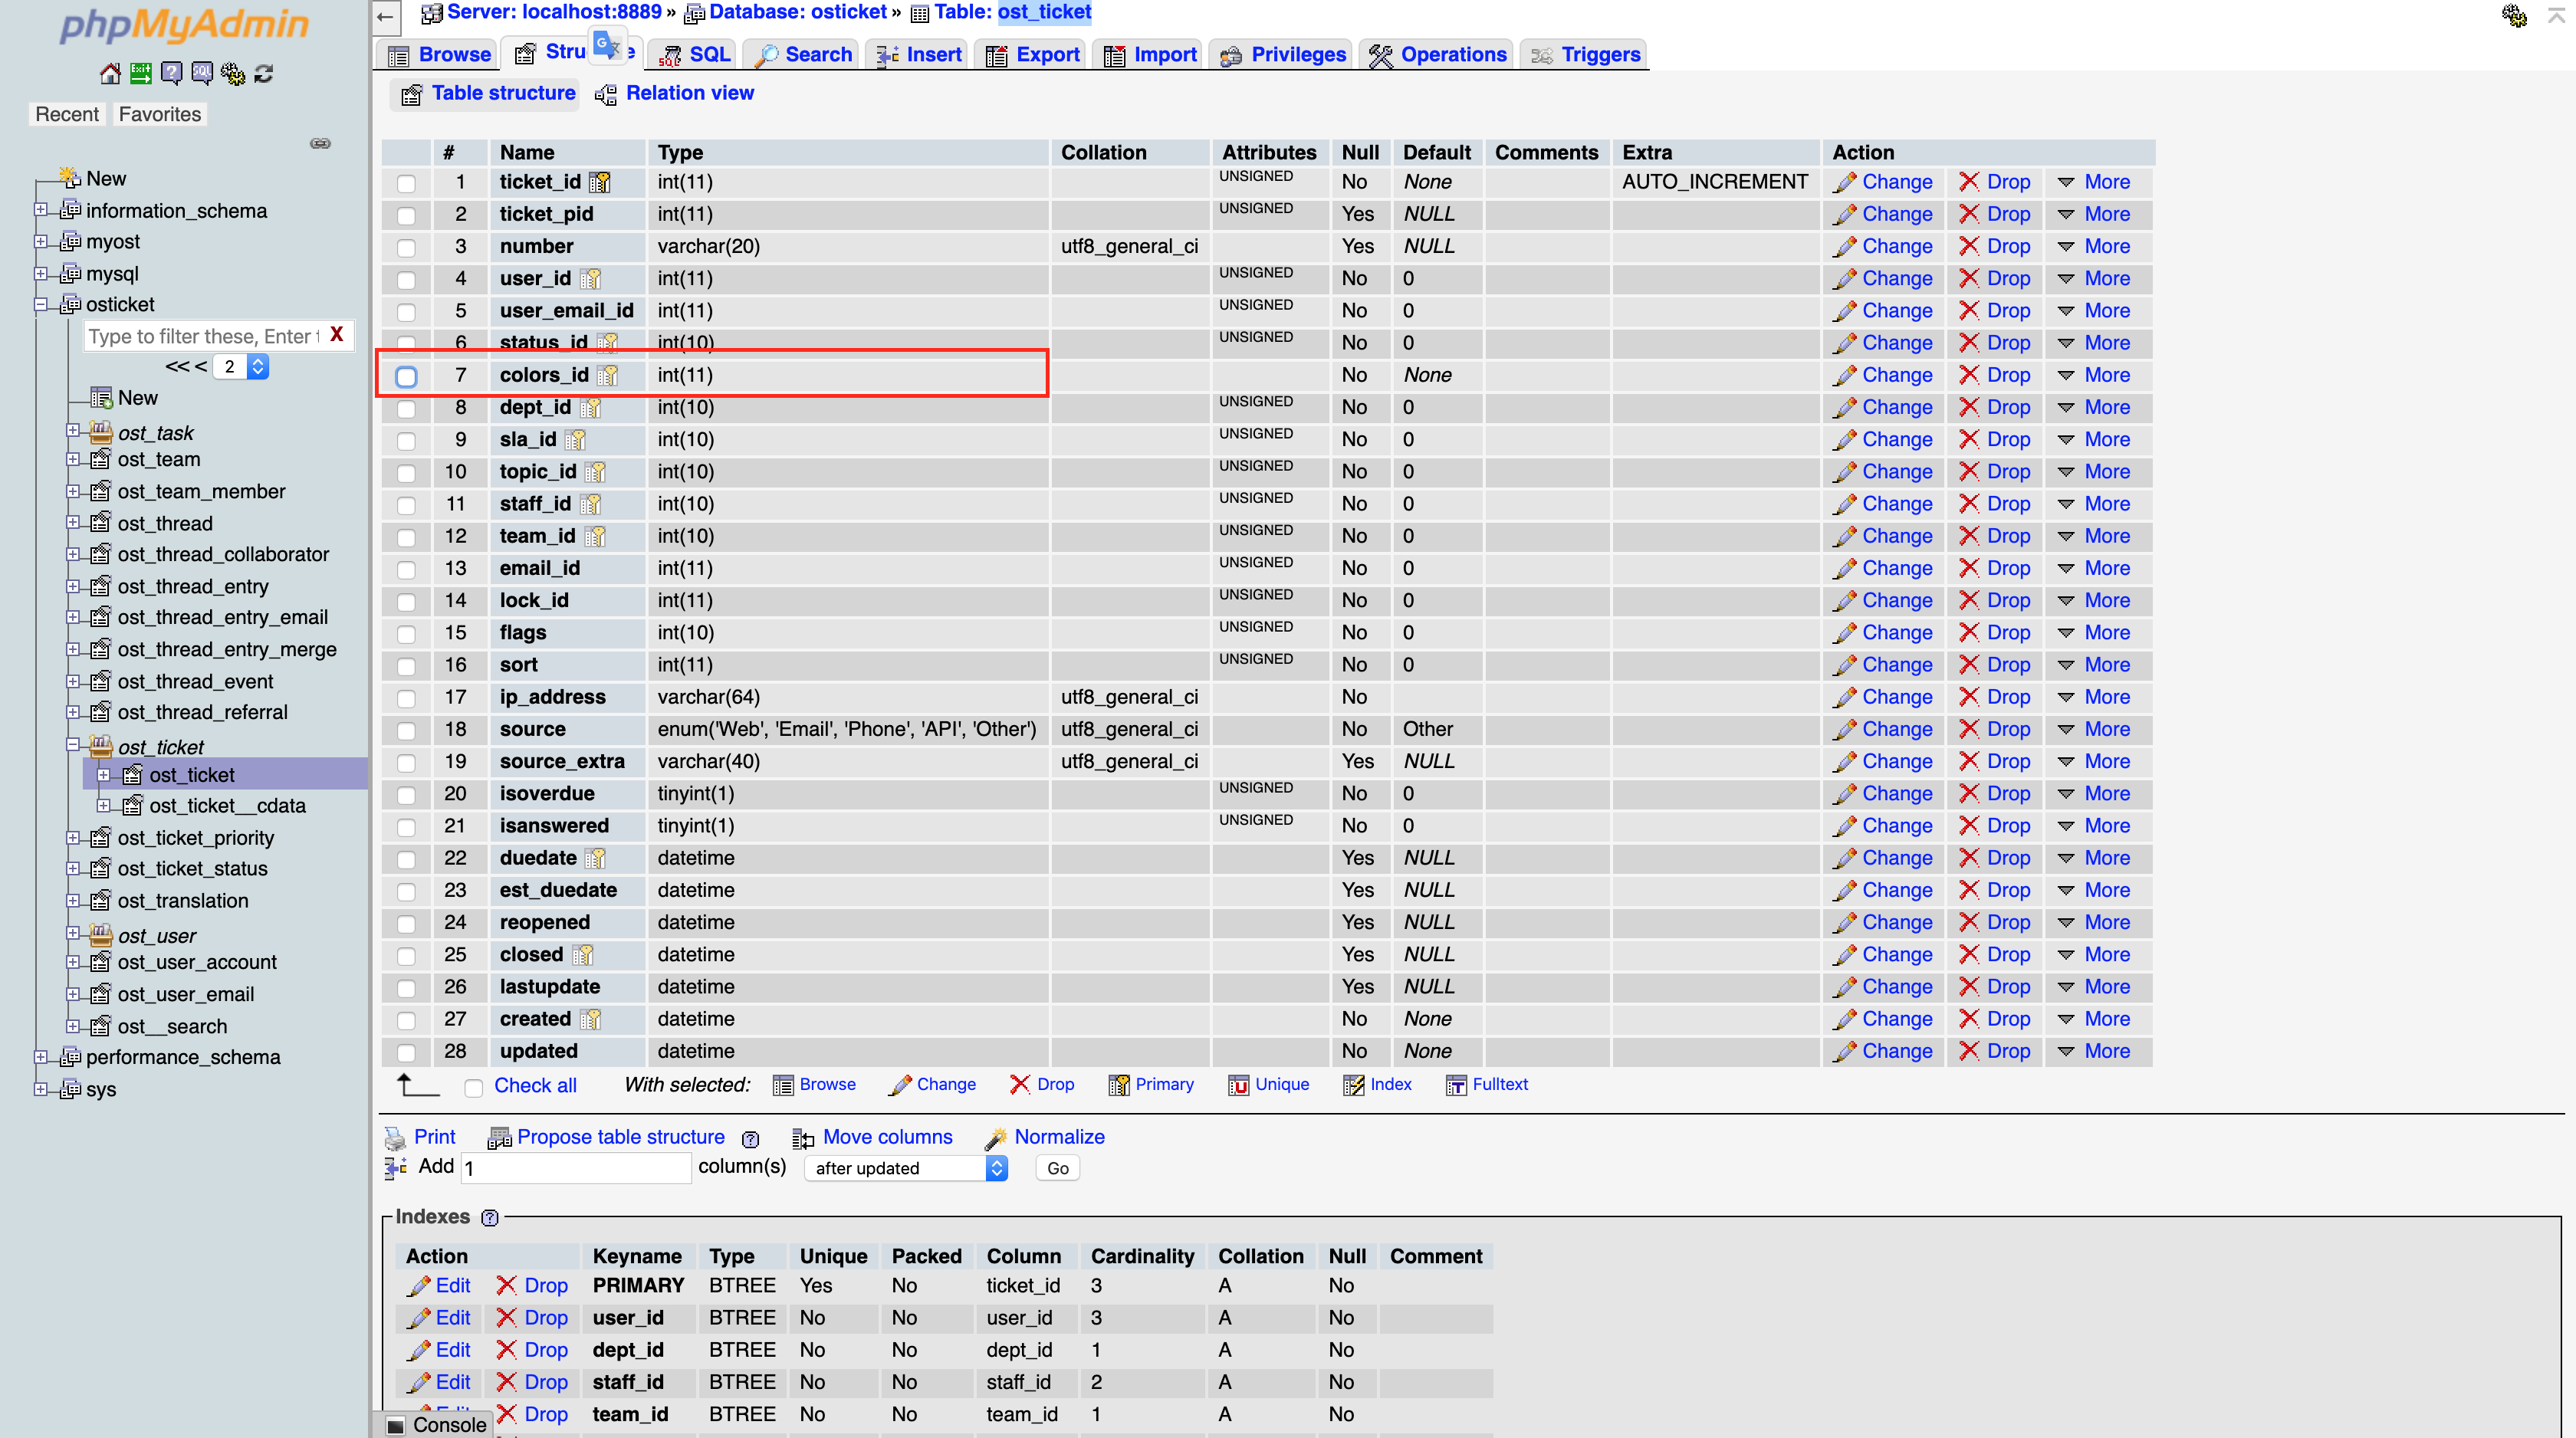 phpMyAdmin
Recent Favorites
New
information_schema
myost
mysql
osticket
Type to filter these, Enter t X
<< < 2
New
ost_task
ost_team
ost_team_member
ost_thread
ost_thread_collaborator
ost_thread_entry
ost_thread_entry_email
ost_thread_entry_merge
ost_thread_event
ost_thread_referral
ost_ticket
ost_ticket
ost_ticket__cdata
ost_ticket_priority
ost_ticket_status
ost_translation
ost_user
ost_user_account
ost_user_email
ost__search
performance_schema
sys
Server: localhost:8889 » Database: osticket » Table: ost_ticket
Browse Stru e SQL Search Insert Export Import Privileges Operations Triggers
Table structure Relation view
# Name Type Collation Attributes Null Default Comments Extra Action
1 ticket_id int(11) UNSIGNED No None AUTO_INCREMENT Change Drop More
2 ticket_pid int(11) UNSIGNED Yes NULL Change Drop More
3 number varchar(20) utf8_general_ci Yes NULL Change Drop More
4 user_id int(11) UNSIGNED No 0 Change Drop More
5 user_email_id int(11) UNSIGNED No 0 Change Drop More
6 status_id int(10) UNSIGNED No 0 Change Drop More
7 colors_id int(11) No None Change Drop More
8 dept_id int(10) UNSIGNED No 0 Change Drop More
9 sla_id int(10) UNSIGNED No 0 Change Drop More
10 topic_id int(10) UNSIGNED No 0 Change Drop More
11 staff_id int(10) UNSIGNED No 0 Change Drop More
12 team_id int(10) UNSIGNED No 0 Change Drop More
13 email_id int(11) UNSIGNED No 0 Change Drop More
14 lock_id int(11) UNSIGNED No 0 Change Drop More
15 flags int(10) UNSIGNED No 0 Change Drop More
16 sort int(11) UNSIGNED No 0 Change Drop More
17 ip_address varchar(64) utf8_general_ci No Change Drop More
18 source enum('Web', 'Email', 'Phone', 'API', 'Other') utf8_general_ci No Other Change Drop More
19 source_extra varchar(40) utf8_general_ci Yes NULL Change Drop More
20 isoverdue tinyint(1) UNSIGNED No 0 Change Drop More
21 isanswered tinyint(1) UNSIGNED No 0 Change Drop More
22 duedate datetime Yes NULL Change Drop More
23 est_duedate datetime Yes NULL Change Drop More
24 reopened datetime Yes NULL Change Drop More
25 closed datetime Yes NULL Change Drop More
26 lastupdate datetime Yes NULL Change Drop More
27 created datetime No None Change Drop More
28 updated datetime No None Change Drop More
Check all With selected: Browse Change Drop Primary Unique Index Fulltext
Print Propose table structure Move columns Normalize
Add 1 column(s) after updated Go
Indexes
Action Keyname Type Unique Packed Column Cardinality Collation Null Comment
Edit Drop PRIMARY BTREE Yes No ticket_id 3 A No
Edit Drop user_id BTREE No No user_id 3 A No
Edit Drop dept_id BTREE No No dept_id 1 A No
Edit Drop staff_id BTREE No No staff_id 2 A No
Edit Drop team_id BTREE No No team_id 1 A No
Console